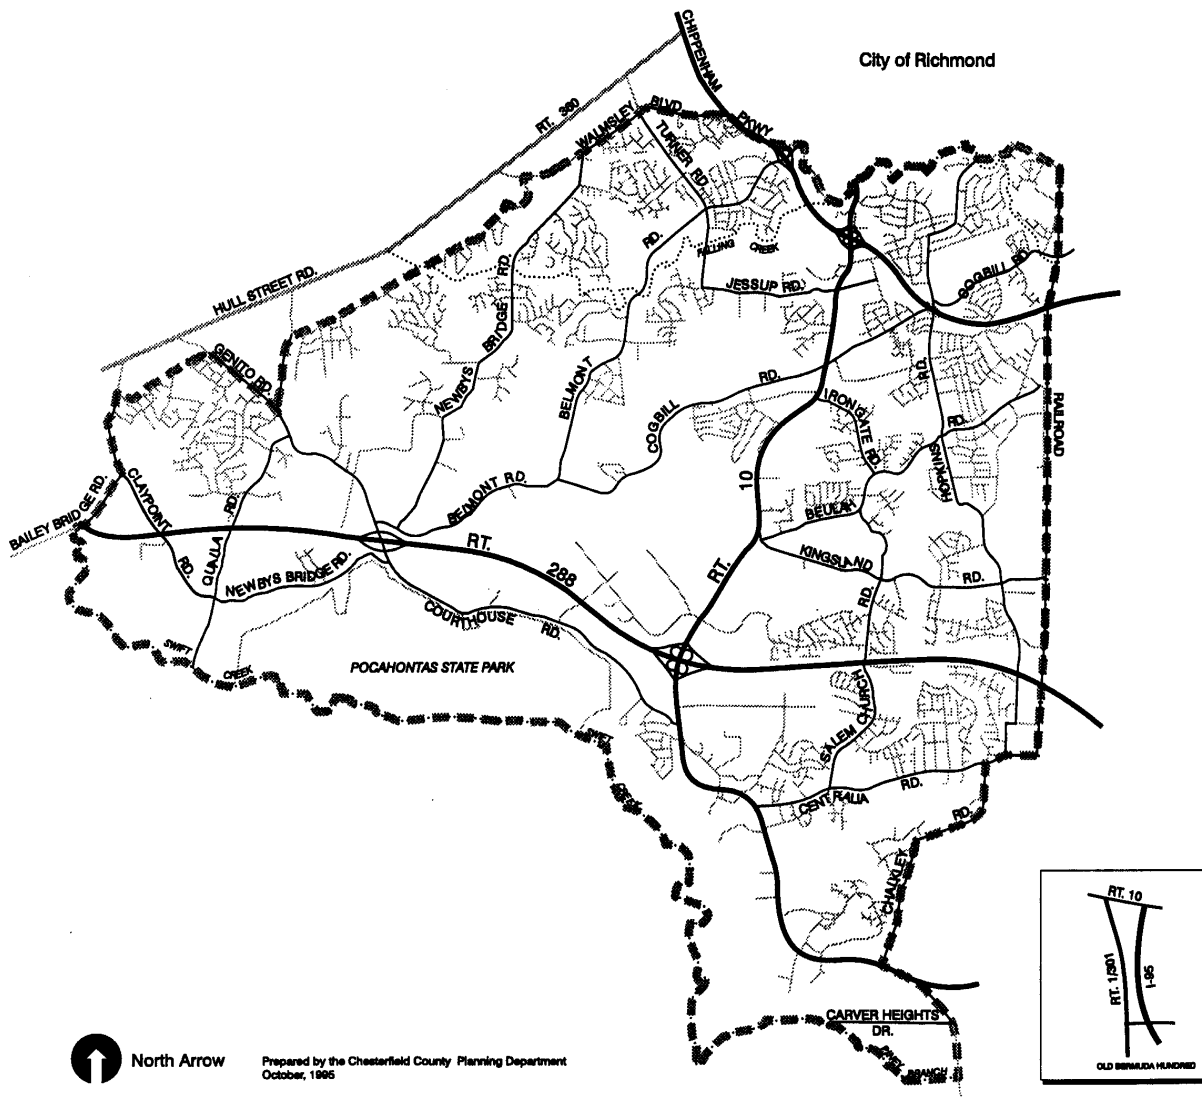 City of Richmond
CHIPPENHAM
PKWY
RT. 360
WALMSLEY
BLVD.
TURNER RD.
RD.
FALLING
CREEK
HULL STREET RD.
JESSUP RD.
COGBILL RD.
NEWBYS
BRIDGE
RD.
GENITO RD.
BELMONT
COGBILL
RD.
IRONGATE RD.
RD.
HOPKINS
RD.
RAILROAD
BAILEY BRIDGE RD.
CLAYPOINT
RD.
QUALLA
RD.
BELMONT RD.
10
RT.
BEULAH
KINGSLAND
RD.
RD.
RT.
288
NEWBYS BRIDGE RD.
COURTHOUSE
RD.
SWIFT
CREEK
POCAHONTAS STATE PARK
SALEM CHURCH
SWIFT
CREEK
CENTRALIA
RD.
CHALKLEY
RD.
CARVER HEIGHTS
DR.
BRANCH
RT. 10
RT. 1/301
I-95
OLD BERMUDA HUNDRED
North Arrow
Prepared by the Chesterfield County Planning Department
October, 1995